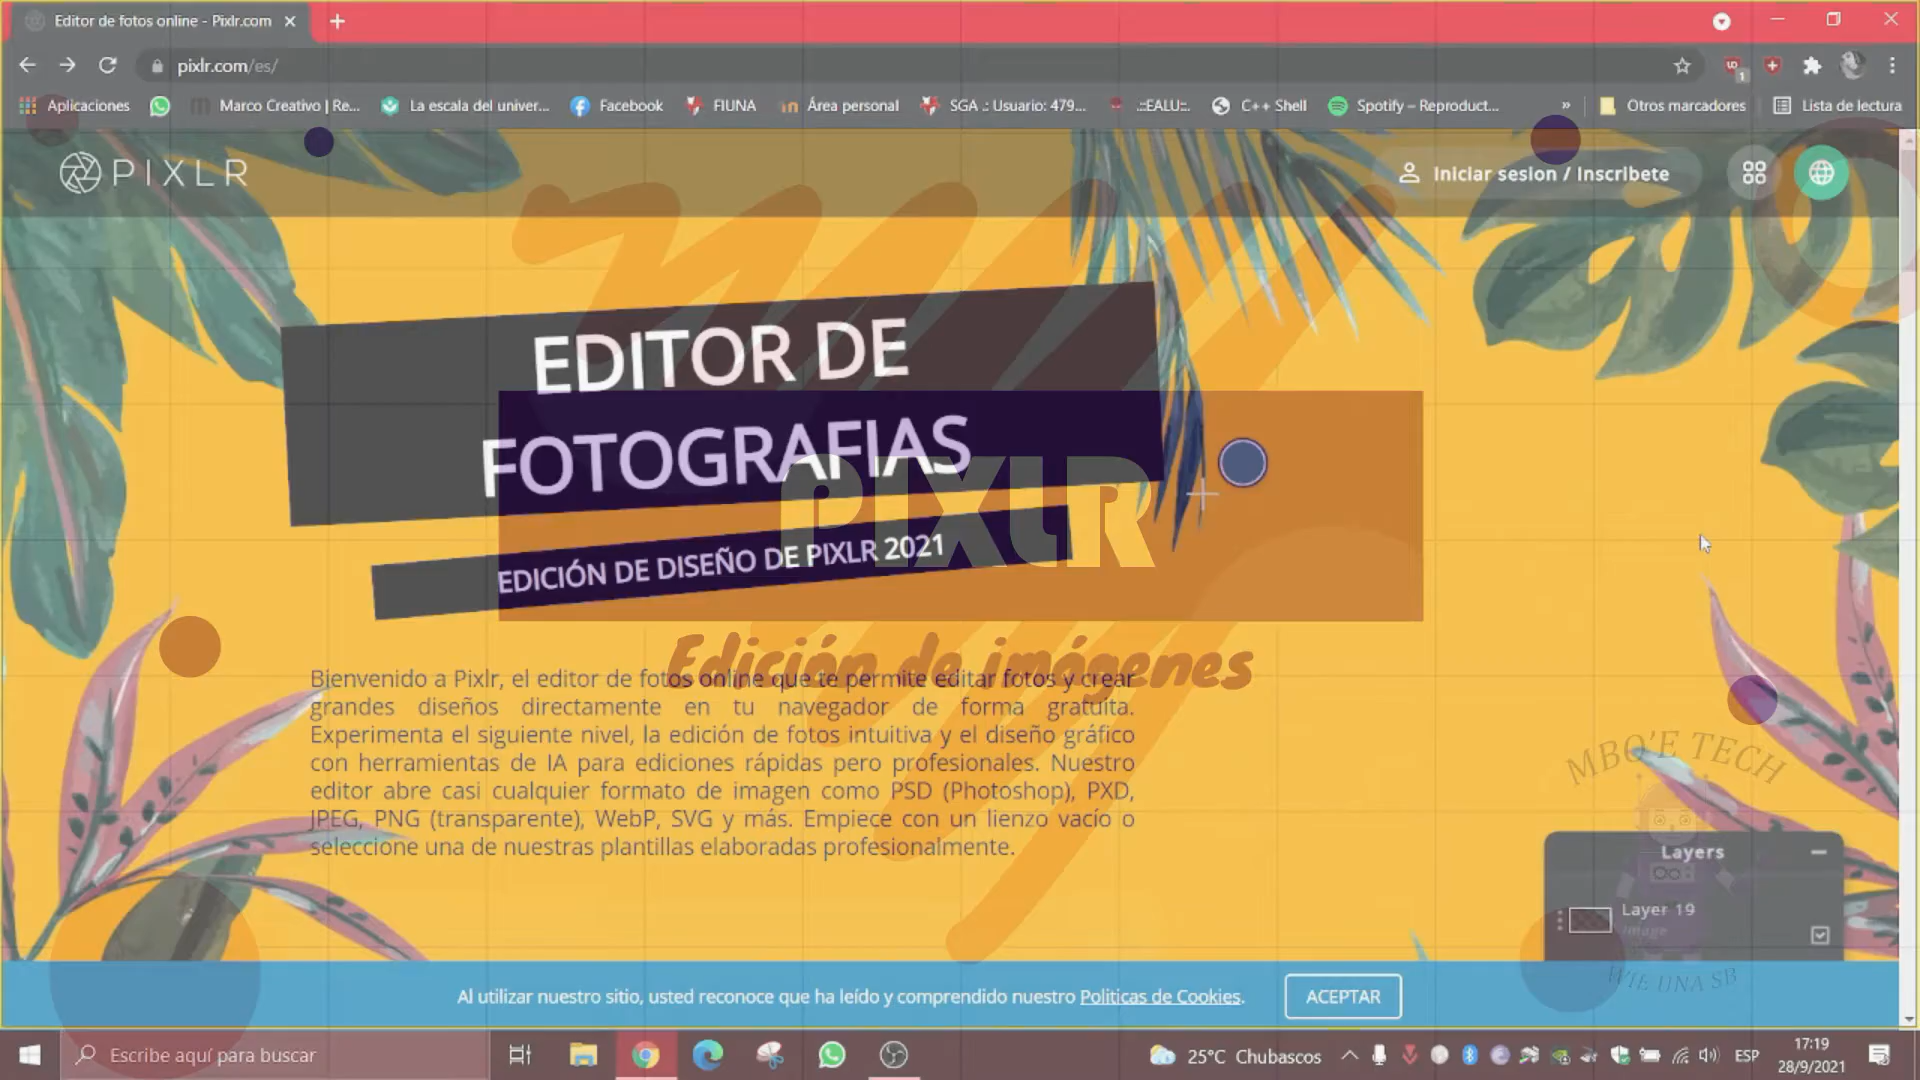 Editor de fotos online - Pixlr.com
pixlr.com/es/
Aplicaciones
Marco Creativo | Re...
La escala del univer...
Facebook
FIUNA
in Área personal
SGA .: Usuario: 479...
.::EALU::.
C++ Shell
Spotify – Reproduct...
»
Otros marcadores
Lista de lectura
PIXLR
Iniciar sesion / Inscribete
EDITOR DE
FOTOGRAFIAS
PIXLR
EDICIÓN DE DISEÑO DE PIXLR 2021
Edición de imágenes
Bienvenido a Pixlr, el editor de fotos online que te permite editar fotos y crear
grandes diseños directamente en tu navegador de forma gratuita.
Experimenta el siguiente nivel, la edición de fotos intuitiva y el diseño gráfico
con herramientas de IA para ediciones rápidas pero profesionales. Nuestro
editor abre casi cualquier formato de imagen como PSD (Photoshop), PXD,
JPEG, PNG (transparente), WebP, SVG y más. Empiece con un lienzo vacío o
seleccione una de nuestras plantillas elaboradas profesionalmente.
MBO'E TECH
Layers
Layer 19
Image
WIE UNA SB
Al utilizar nuestro sitio, usted reconoce que ha leído y comprendido nuestro Politicas de Cookies.
ACEPTAR
Escribe aquí para buscar
25°C Chubascos
ESP
17:19
28/9/2021